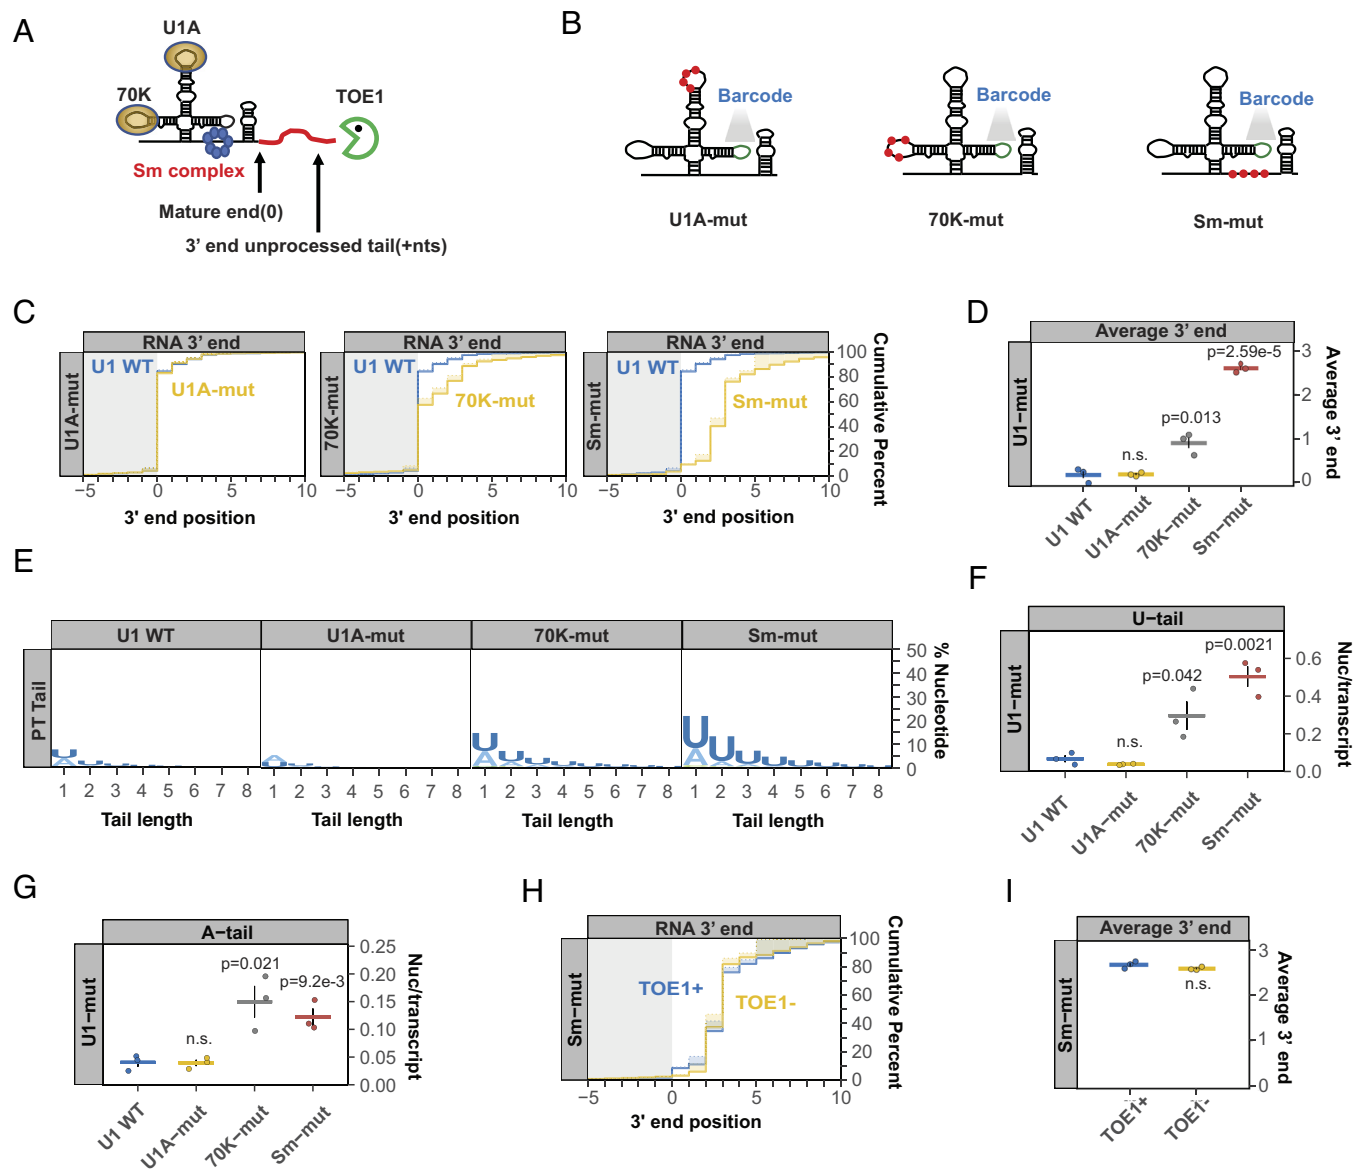 A
U1A
70K
TOE1
Sm complex
Mature end(0)
3' end unprocessed tail(+nts)
B
Barcode
Barcode
Barcode
U1A-mut
70K-mut
Sm-mut
C
RNA 3' end
RNA 3' end
RNA 3' end
U1A-mut
U1 WT
U1A-mut
70K-mut
U1 WT
70K-mut
Sm-mut
U1 WT
Sm-mut
100
80
60
40
20
0
Cumulative Percent
−5 0 5 10
−5 0 5 10
−5 0 5 10
3' end position
3' end position
3' end position
D
Average 3' end
U1−mut
p=2.59e-5
p=0.013
n.s.
3
2
1
0
Average 3' end
U1 WT
U1A−mut
70K−mut
Sm−mut
E
U1 WT
U1A-mut
70K-mut
Sm-mut
PT Tail
U
A
A
U
U
A
U
U
A
U
U
U
50
40
30
20
10
0
% Nucleotide
1 2 3 4 5 6 7 8
1 2 3 4 5 6 7 8
1 2 3 4 5 6 7 8
1 2 3 4 5 6 7 8
Tail length
Tail length
Tail length
Tail length
F
U−tail
U1−mut
p=0.0021
p=0.042
n.s.
0.6
0.4
0.2
0.0
Nuc/transcript
U1 WT
U1A−mut
70K−mut
Sm−mut
G
A−tail
U1−mut
p=0.021
p=9.2e-3
n.s.
0.25
0.20
0.15
0.10
0.05
0.00
Nuc/transcript
U1 WT
U1A−mut
70K−mut
Sm−mut
H
RNA 3' end
Sm−mut
TOE1+
TOE1-
100
80
60
40
20
0
Cumulative Percent
−5 0 5 10
3' end position
I
Average 3' end
Sm−mut
n.s.
3
2
1
0
Average 3' end
TOE1+
TOE1-